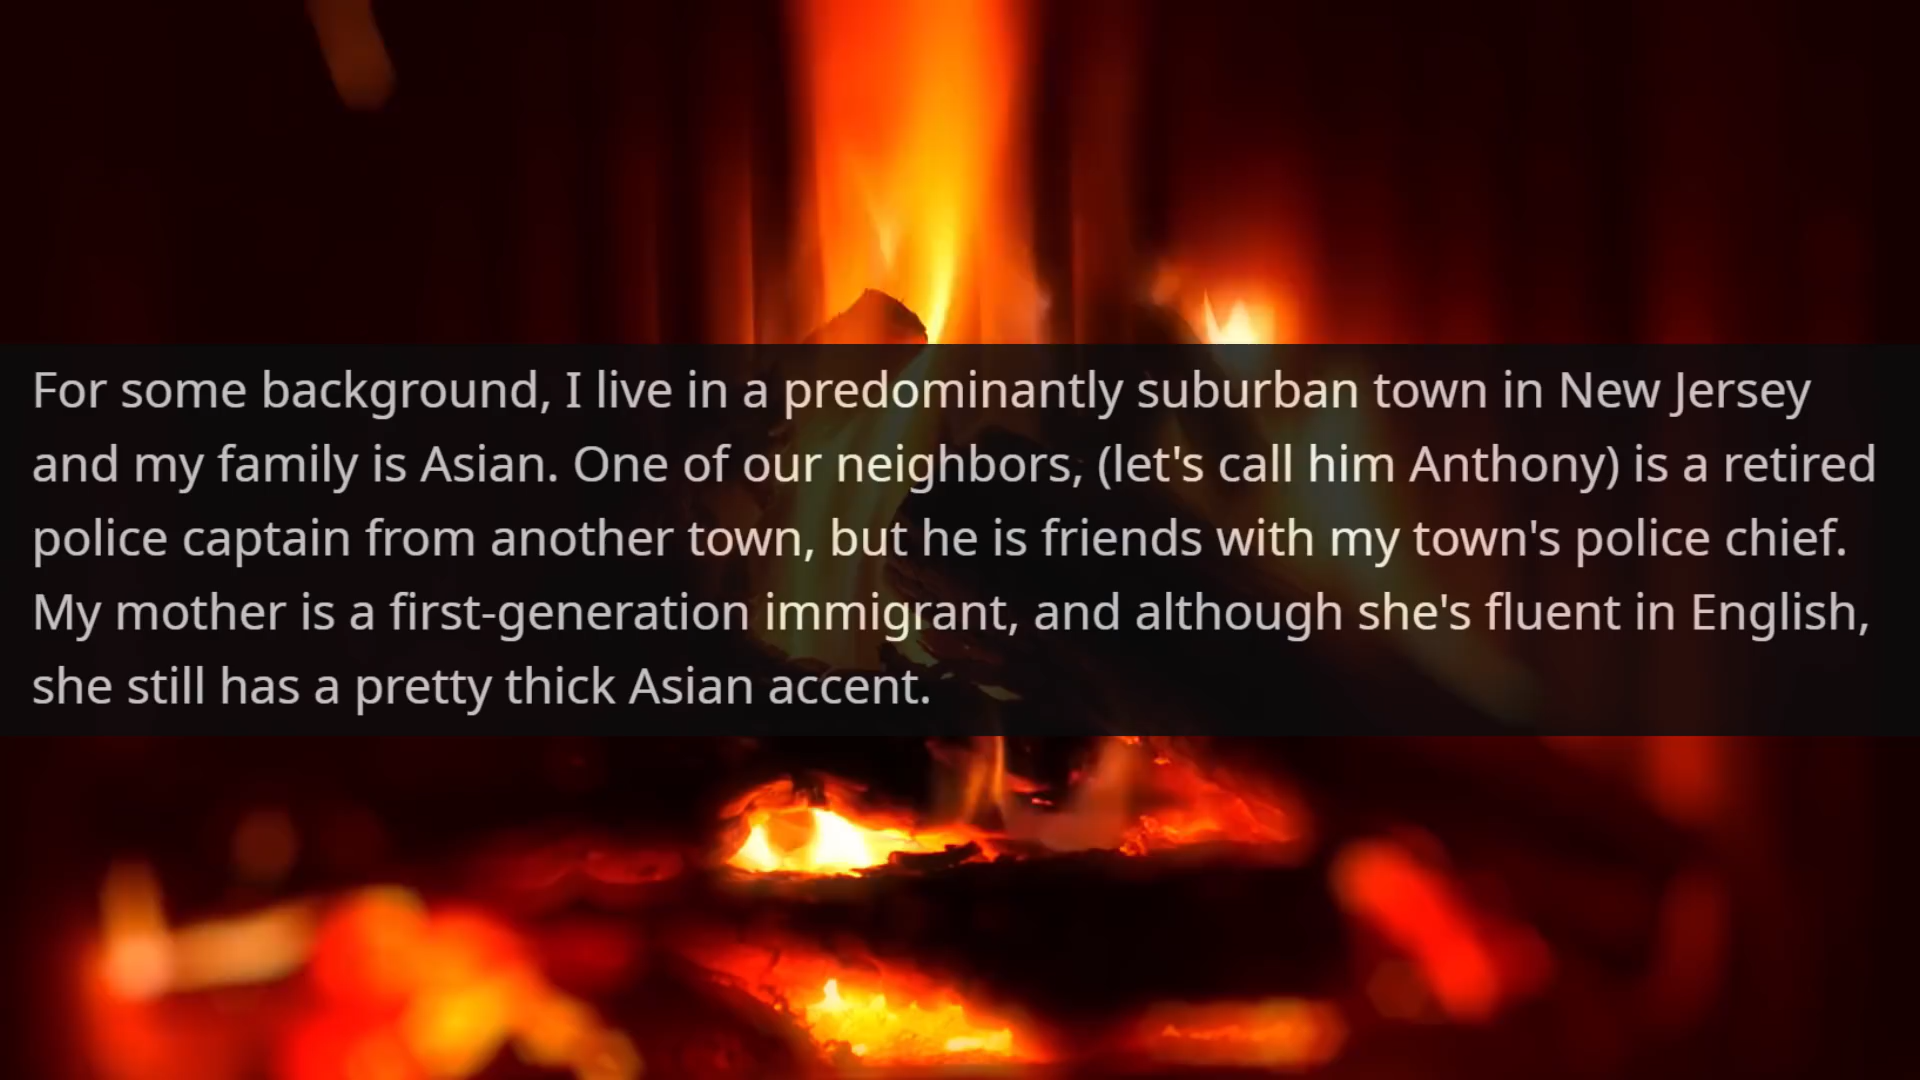 For some background, I live in a predominantly suburban town in New Jersey
and my family is Asian. One of our neighbors, (let's call him Anthony) is a retired
police captain from another town, but he is friends with my town's police chief.
My mother is a first-generation immigrant, and although she's fluent in English,
she still has a pretty thick Asian accent.